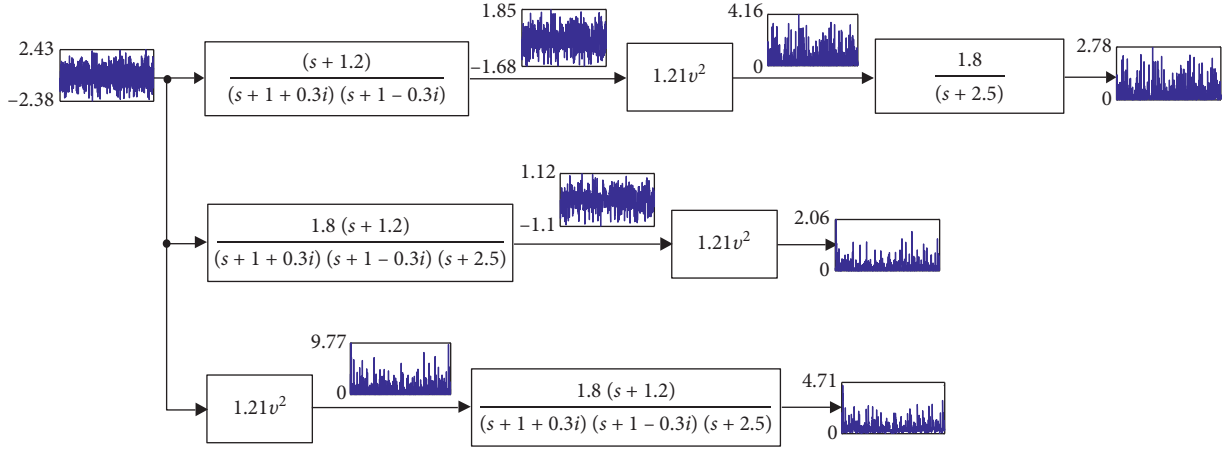 2.43
−2.38
(s + 1.2)
(s + 1 + 0.3i) (s + 1 – 0.3i)
1.85
−1.68
1.21v²
4.16
0
1.8
(s + 2.5)
2.78
0
1.8 (s + 1.2)
(s + 1 + 0.3i) (s + 1 – 0.3i) (s + 2.5)
1.12
−1.1
1.21v²
2.06
0
1.21v²
9.77
0
1.8 (s + 1.2)
(s + 1 + 0.3i) (s + 1 – 0.3i) (s + 2.5)
4.71
0